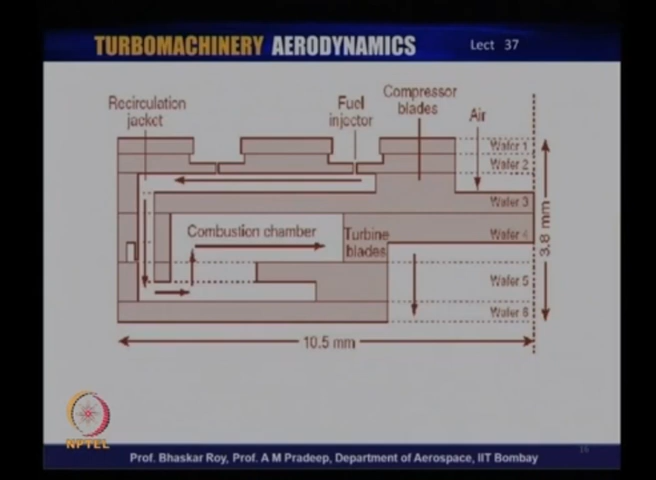 TURBOMACHINERY AERODYNAMICS
Lect 37
Recirculation
jacket
Fuel
injector
Compressor
blades
Air
Wafer 1
Wafer 2
Wafer 3
Combustion chamber
Turbine
blades
Wafer 4
Wafer 5
Wafer 6
3.8 mm
10.5 mm
NPTEL
Prof. Bhaskar Roy, Prof. A M Pradeep, Department of Aerospace, IIT Bombay